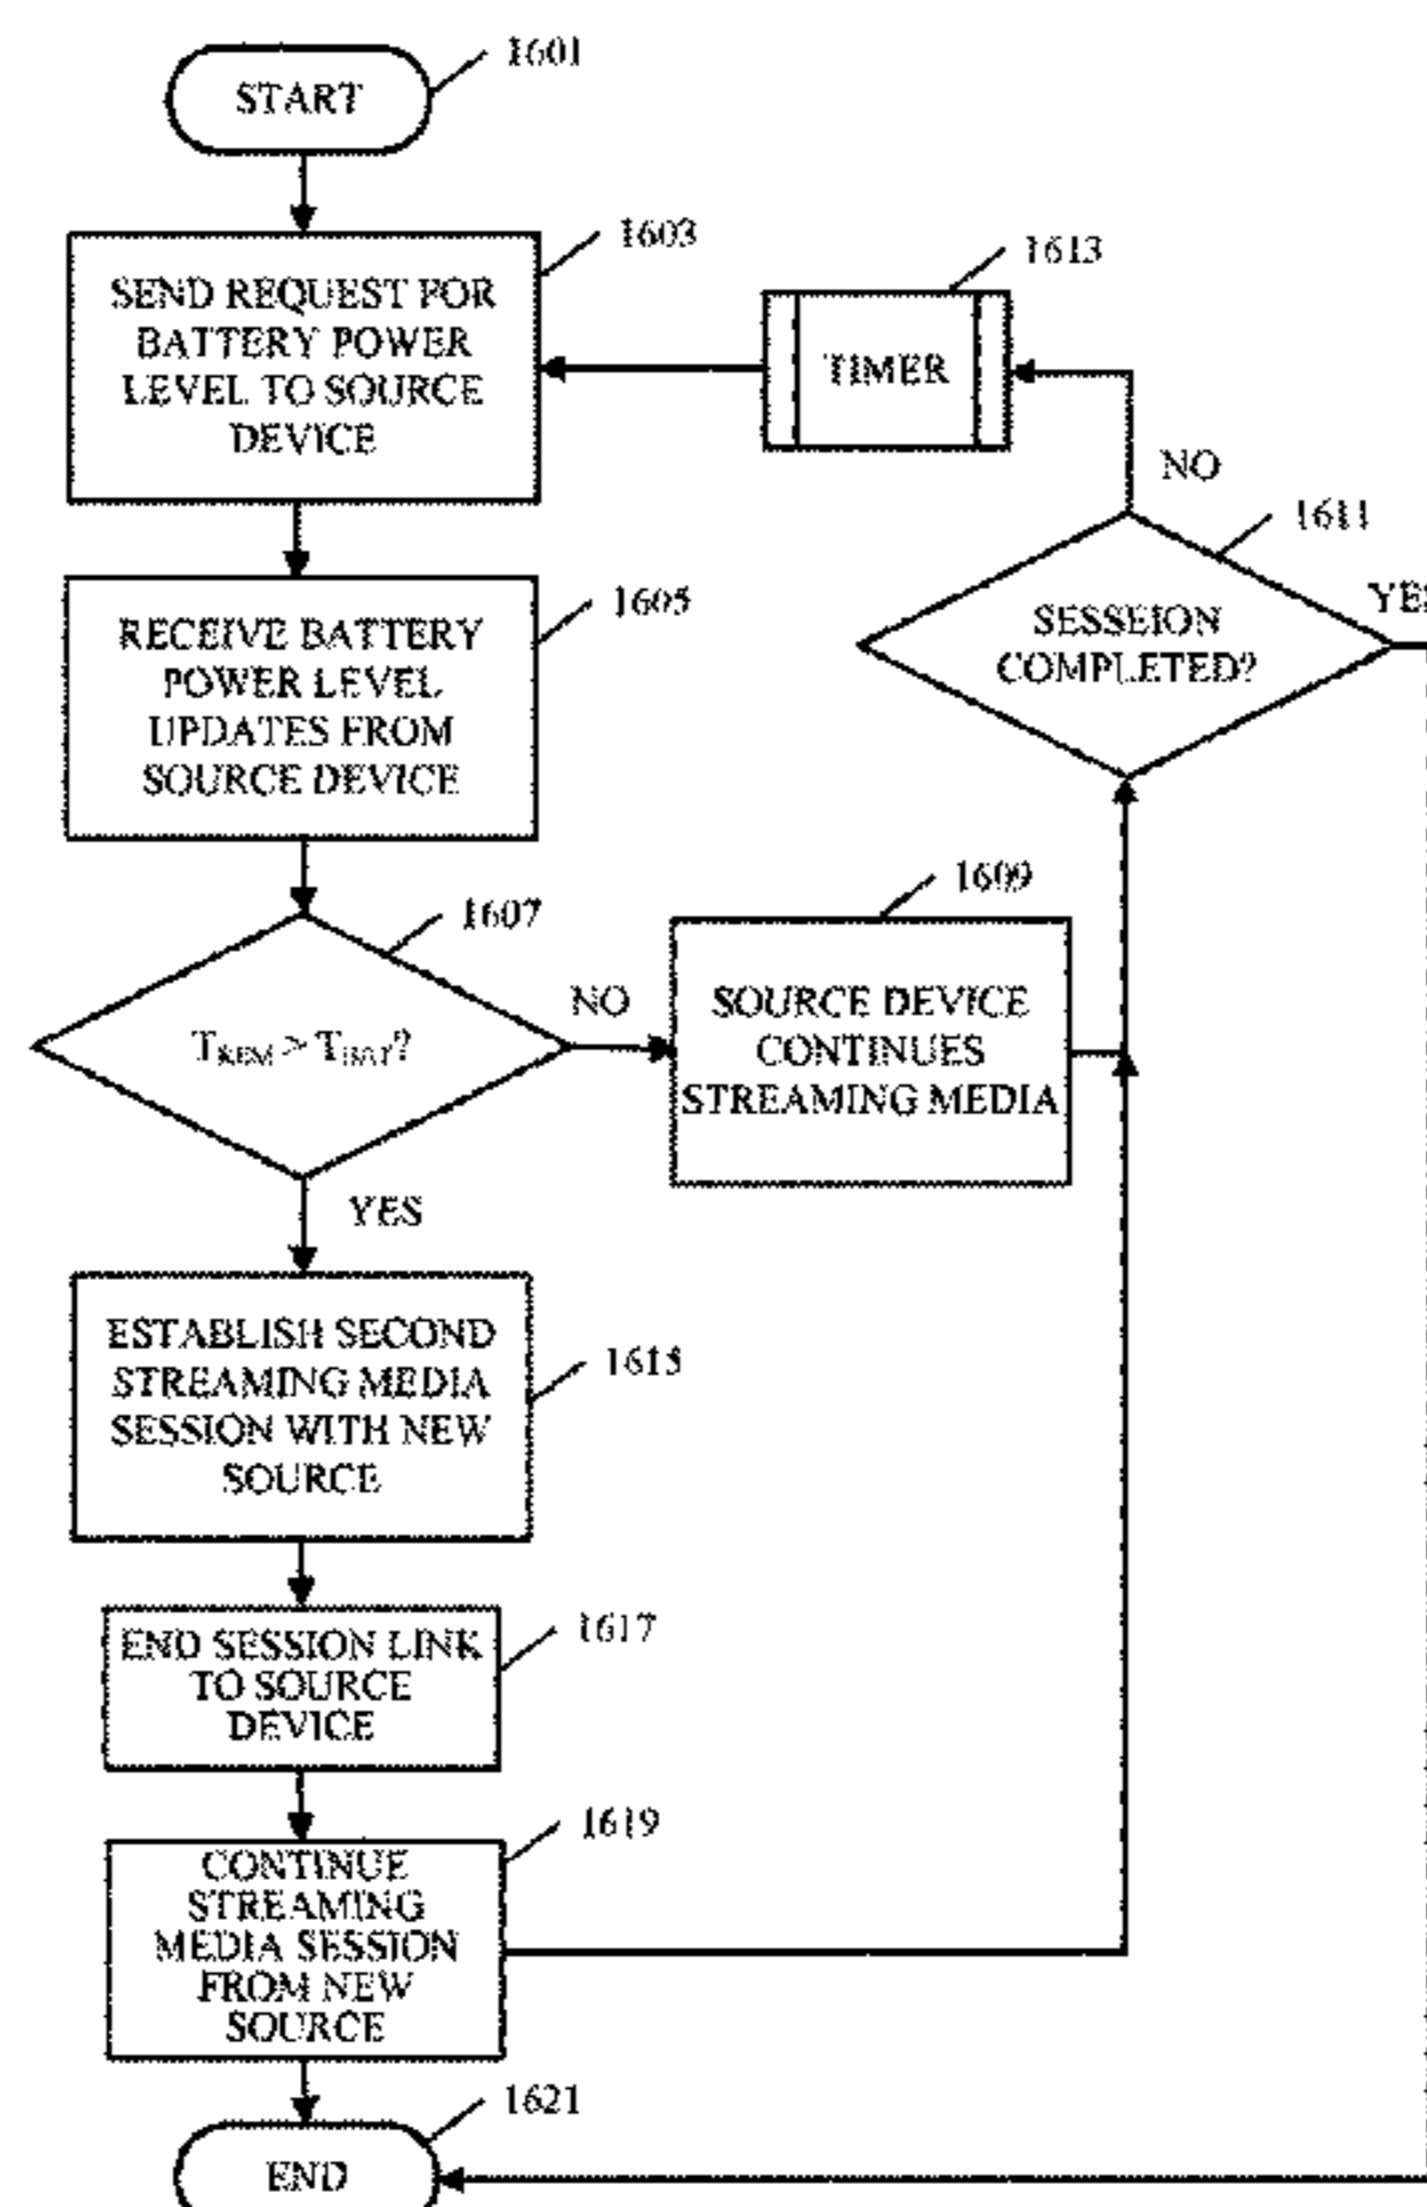 START
1601
SEND REQUEST FOR
BATTERY POWER
LEVEL TO SOURCE
DEVICE
1603
TIMER
1613
RECEIVE BATTERY
POWER LEVEL
UPDATES FROM
SOURCE DEVICE
1605
NO
1611
SESSEION
COMPLETED?
YES
1607
TREM > TBAT?
NO
1609
SOURCE DEVICE
CONTINUES
STREAMING MEDIA
YES
ESTABLISH SECOND
STREAMING MEDIA
SESSION WITH NEW
SOURCE
1615
END SESSION LINK
TO SOURCE
DEVICE
1617
CONTINUE
STREAMING
MEDIA SESSION
FROM NEW
SOURCE
1619
1621
END